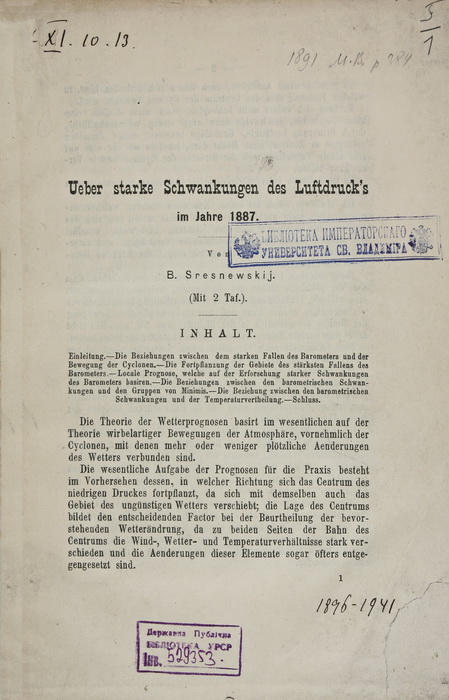 XI. 10. 13.
5/1
1891
Ueber starke Schwankungen des Luftdruck's
im Jahre 1887.
Von
B. Sresnewskij.
(Mit 2 Taf.).
БИБЛІОТЕКА ИМПЕРАТОРСКАГО
УНИВЕРСИТЕТА СВ. ВЛАДИМІРА
INHALT.
Einleitung.—Die Beziehungen zwischen dem starken Fallen des Barometers und der
Bewegung der Cyclonen.—Die Fortpflanzung der Gebiete des stärksten Fallens des
Barometers.—Locale Prognose, welche auf der Erforschung starker Schwankungen
des Barometers basiren.—Die Beziehungen zwischen den barometrischen Schwan-
kungen und den Gruppen von Minimis.—Die Beziehung zwischen den barometrischen
Schwankungen und der Temperaturvertheilung.—Schluss.
Die Theorie der Wetterprognosen basirt im wesentlichen auf der
Theorie wirbelartiger Bewegungen der Atmosphäre, vornehmlich der
Cyclonen, mit denen mehr oder weniger plötzliche Aenderungen
des Wetters verbunden sind.
Die wesentliche Aufgabe der Prognosen für die Praxis besteht
im Vorhersehen dessen, in welcher Richtung sich das Centrum des
niedrigen Druckes fortpflanzt, da sich mit demselben auch das
Gebiet des ungünstigen Wetters verschiebt; die Lage des Centrums
bildet den entscheidenden Factor bei der Beurtheilung der bevor-
stehenden Wetterändrung, da zu beiden Seiten der Bahn des
Centrums die Wind-, Wetter- und Temperaturverhältnisse stark ver-
schieden und die Aenderungen dieser Elemente sogar öfters entge-
gengesetzt sind.
1
1896-1941
Державна Публічна
БІБЛІОТЕКА УРСР
Інв. 529353.